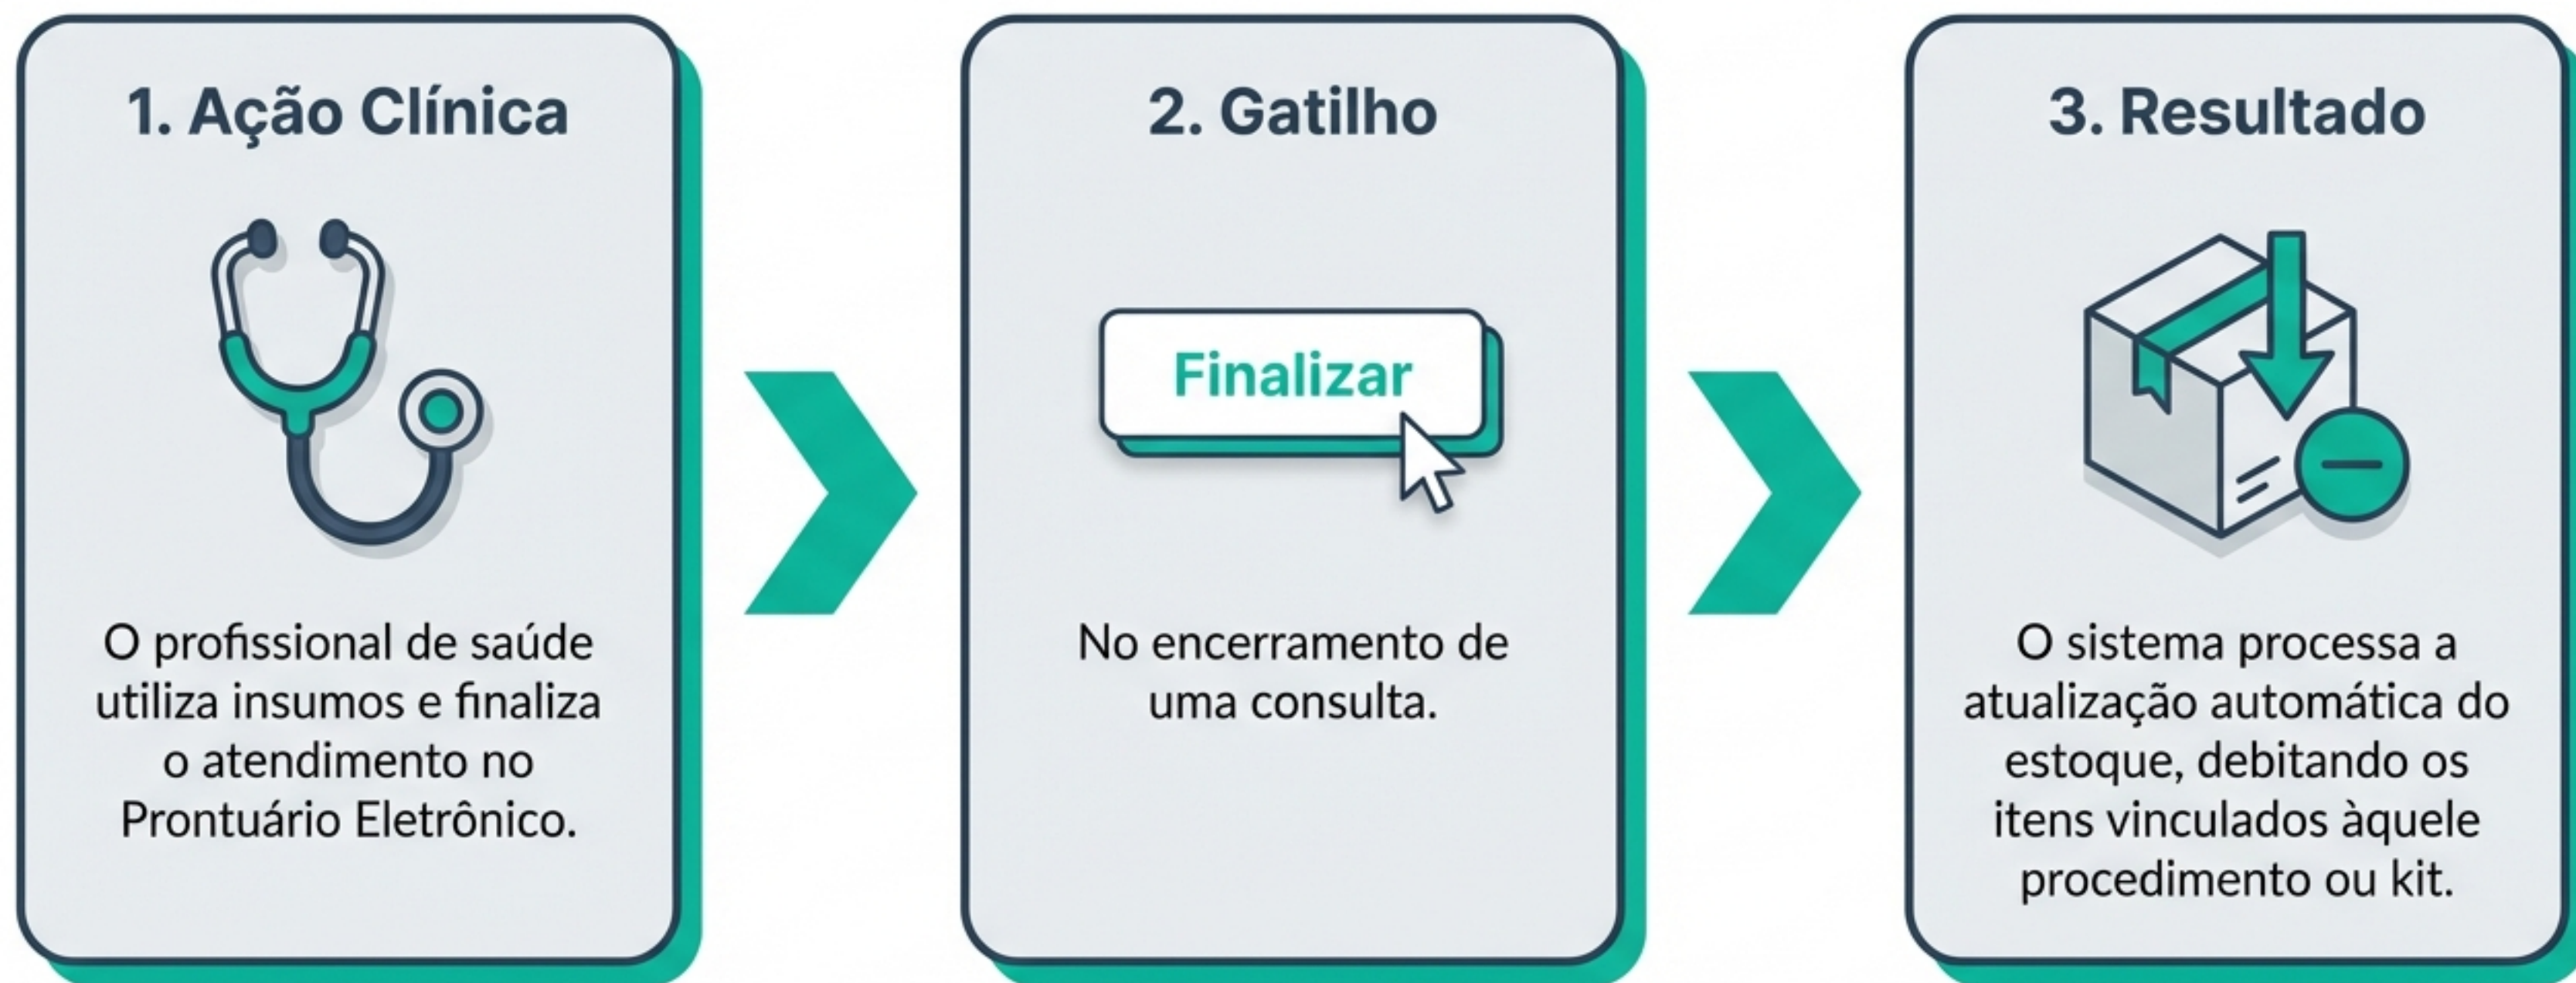 1. Ação Clínica
O profissional de saúde
utiliza insumos e finaliza
o atendimento no
Prontuário Eletrônico.
2. Gatilho
Finalizar
No encerramento de
uma consulta.
3. Resultado
O sistema processa a
atualização automática do
estoque, debitando os
itens vinculados àquele
procedimento ou kit.